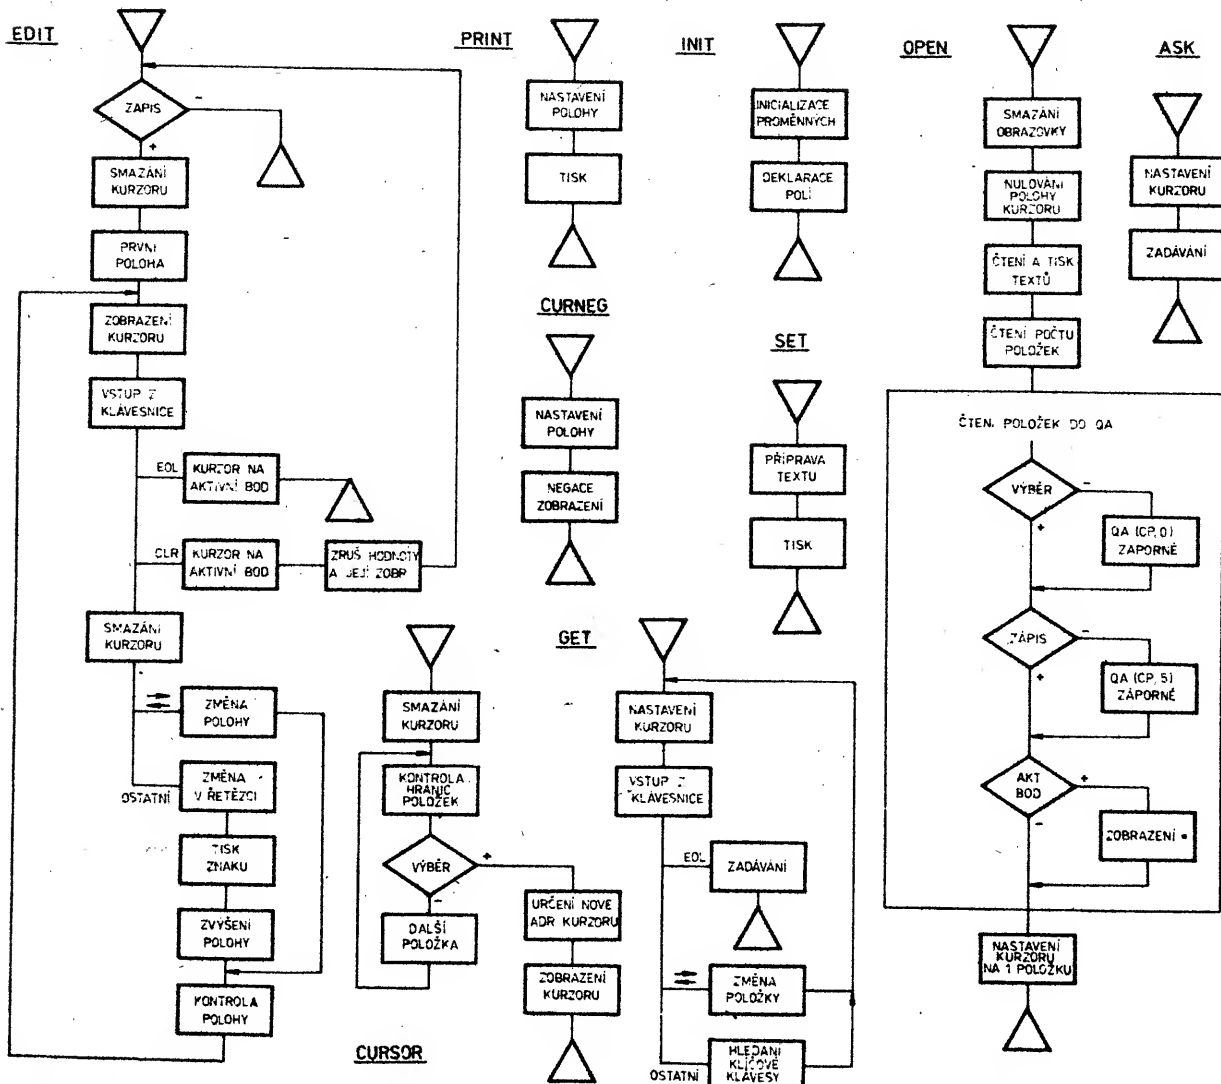 EDIT
ZAPIS
-
+
SMAZÁNÍ
KURZORU
PRVNI
POLOHA
ZOBRAZENÍ
KURZORU
VSTUP Z
KLÁVESNICE
EOL
KURZOR NA
AKTIVNÍ BOD
CLR
KURZOR NA
AKTIVNÍ BOD
ZRUŠ HODNOTY
A JEJÍ ZOBR
SMAZÁNÍ
KURZORU
ZMĚNA
POLOHY
OSTATNÍ
ZMĚNA
V ŘETĚZCI
TISK
ZNAKU
ZVÝŠENÍ
POLOHY
KONTROLA
POLOHY
PRINT
NASTAVENÍ
POLOHY
TISK
CURNEG
NASTAVENÍ
POLOHY
NEGACE
ZOBRAZENÍ
INIT
INICIALIZACE
PROMĚNNÝCH
DEKLARACE
POLÍ
SET
PŘÍPRAVA
TEXTU
TISK
CURSOR
SMAZÁNÍ
KURZORU
KONTROLA
HRANIC
POLOŽEK
VÝBĚR
+
-
DALŠÍ
POLOŽKA
URČENÍ NOVE
ADR KURZORU
ZOBRAZENÍ
KURZORU
GET
NASTAVENÍ
KURZORU
VSTUP Z
KLÁVESNICE
EOL
ZADÁVÁNÍ
ZMĚNA
POLOŽKY
OSTATNÍ
HLEDANI
KLÍČOVÉ
KLÁVESY
OPEN
SMAZÁNÍ
OBRAZOVKY
NULOVÁNÍ
POLOHY
KURZORU
ČTENÍ A TISK
TEXTŮ
ČTENÍ POČTU
POLOŽEK
ČTEN. POLOŽEK DO QA
VÝBĚR
-
+
QA (CP, 0)
ZAPORNÉ
ZÁPIS
-
+
QA (CP, 5)
ZÁPORNÉ
AKT
BOD
+
-
ZOBRAZENÍ *
NASTAVENÍ
KURZORU
NA 1 POLOŽKU
ASK
NASTAVENÍ
KURZORU
ZADÁVÁNÍ